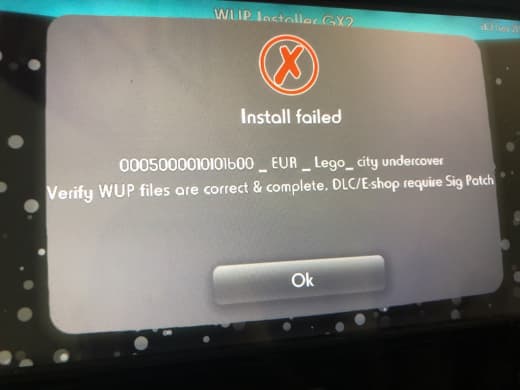 WUP Installer GX2
Install failed
0005000010101b00 _ EUR _ Lego_ city undercover
Verify WUP files are correct & complete. DLC/E-shop require Sig Patch
Ok